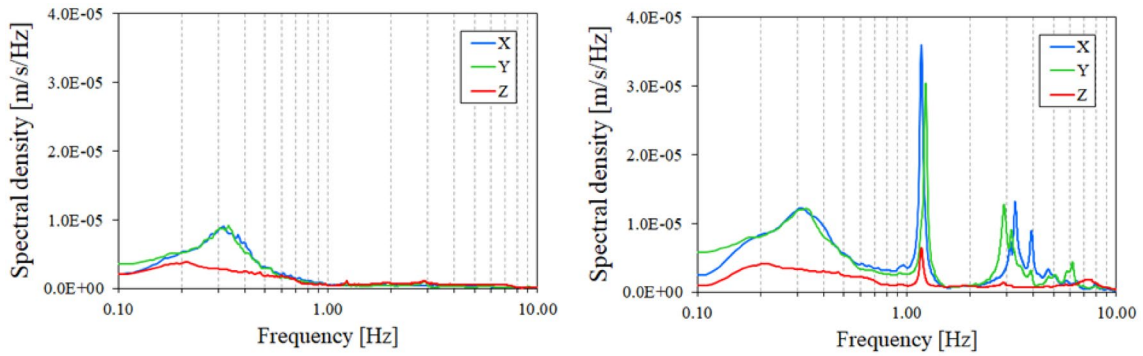 4.0E-05
3.0E-05
2.0E-05
1.0E-05
0.0E+00
Spectral density [m/s/Hz]
0.10
1.00
10.00
Frequency [Hz]
X
Y
Z
4.0E-05
3.0E-05
2.0E-05
1.0E-05
0.0E+00
Spectral density [m/s/Hz]
0.10
1.00
10.00
Frequency [Hz]
X
Y
Z